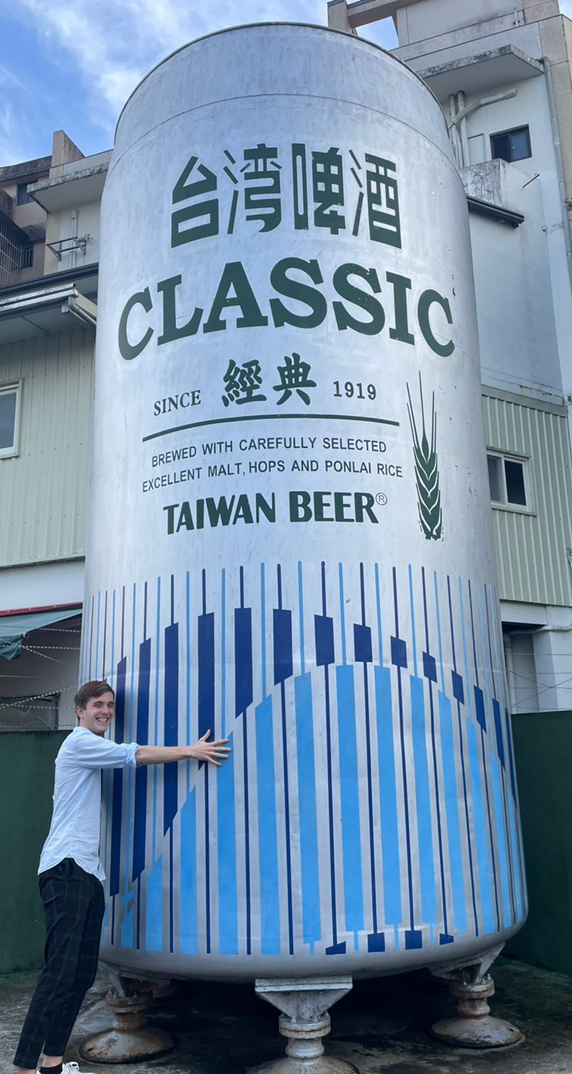 台湾啤酒
CLASSIC
SINCE 經典 1919
BREWED WITH CAREFULLY SELECTED
EXCELLENT MALT, HOPS AND PONLAI RICE
TAIWAN BEER®